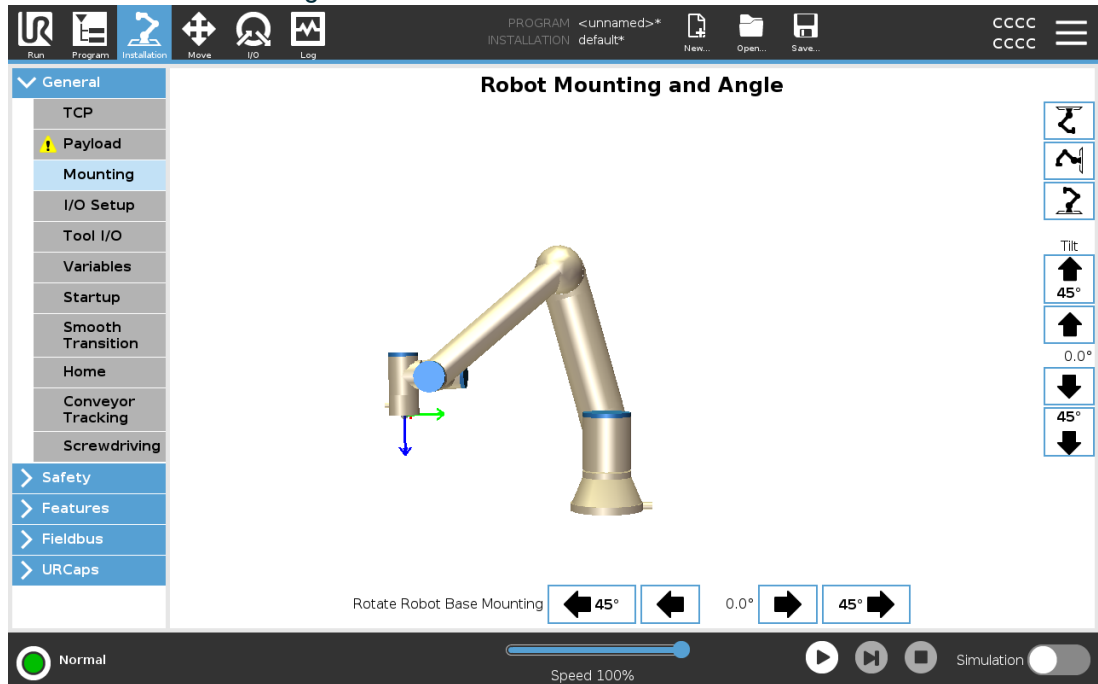 PROGRAM <unnamed>*
INSTALLATION default*
CCCC
CCCC
Run Program Installation Move I/O Log New... Open... Save...
General
TCP
Payload
Mounting
I/O Setup
Tool I/O
Variables
Startup
Smooth
Transition
Home
Conveyor
Tracking
Screwdriving
Safety
Features
Fieldbus
URCaps
Robot Mounting and Angle
Tilt
45°
0.0°
45°
Rotate Robot Base Mounting 45° 0.0° 45°
Normal
Speed 100%
Simulation